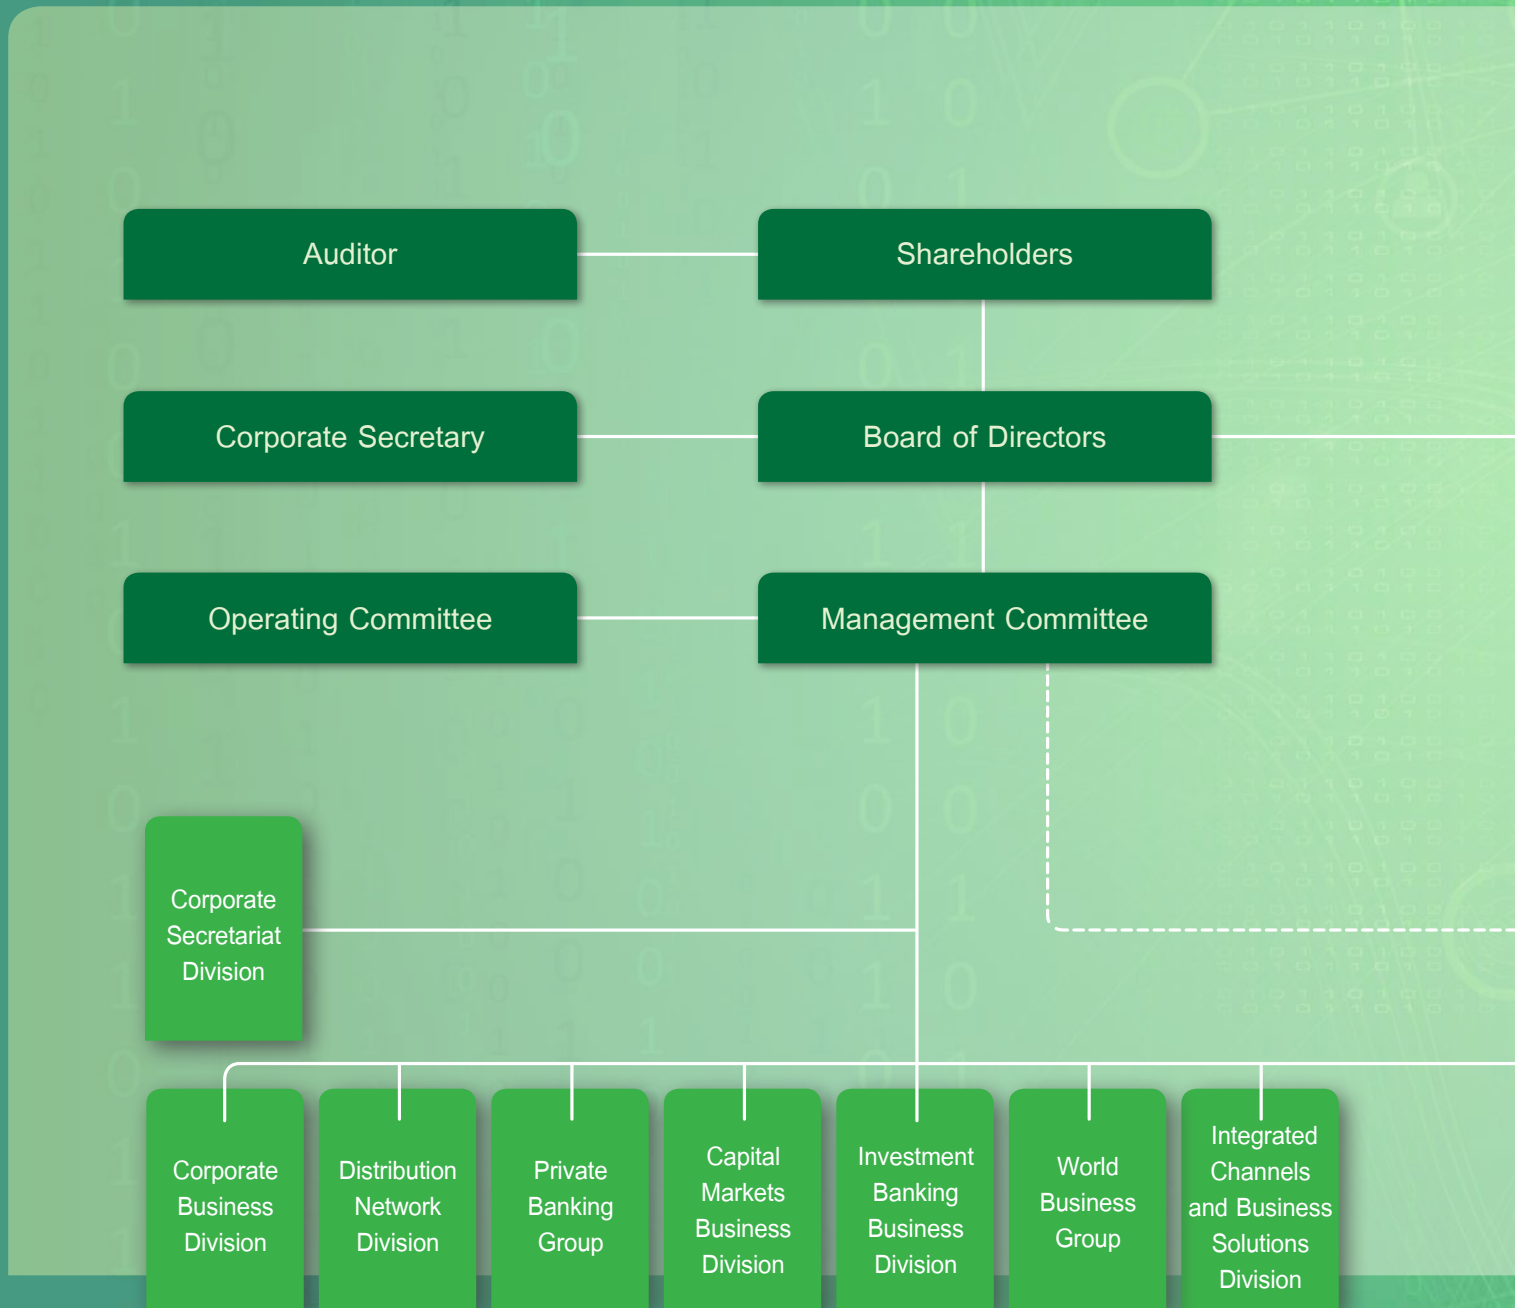 Auditor
Shareholders
Corporate Secretary
Board of Directors
Operating Committee
Management Committee
Corporate
Secretariat
Division
Corporate
Business
Division
Distribution
Network
Division
Private
Banking
Group
Capital
Markets
Business
Division
Investment
Banking
Business
Division
World
Business
Group
Integrated
Channels
and Business
Solutions
Division